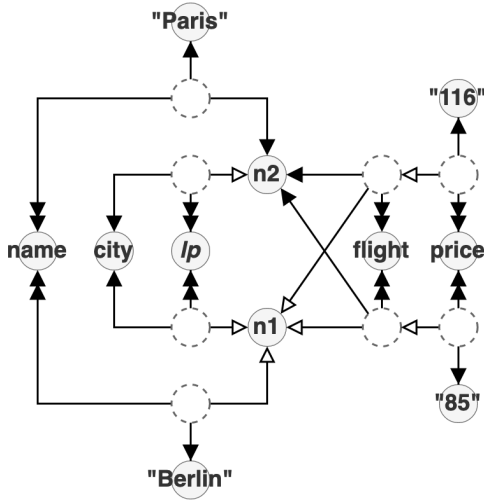 "Paris"
"116"
n2
name
city
lp
flight
price
n1
"85"
"Berlin"